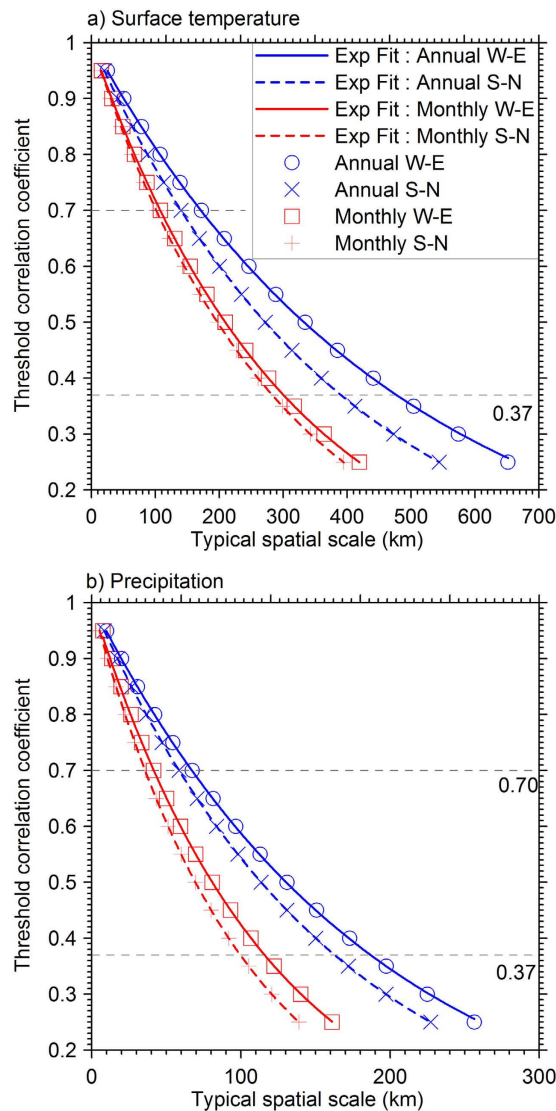 a) Surface temperature
Threshold correlation coefficient
1
0.9
0.8
0.7
0.6
0.5
0.4
0.3
0.2
Exp Fit : Annual W-E
Exp Fit : Annual S-N
Exp Fit : Monthly W-E
Exp Fit : Monthly S-N
Annual W-E
Annual S-N
Monthly W-E
Monthly S-N
0.37
0 100 200 300 400 500 600 700
Typical spatial scale (km)
b) Precipitation
Threshold correlation coefficient
1
0.9
0.8
0.7
0.6
0.5
0.4
0.3
0.2
0.70
0.37
0 100 200 300
Typical spatial scale (km)